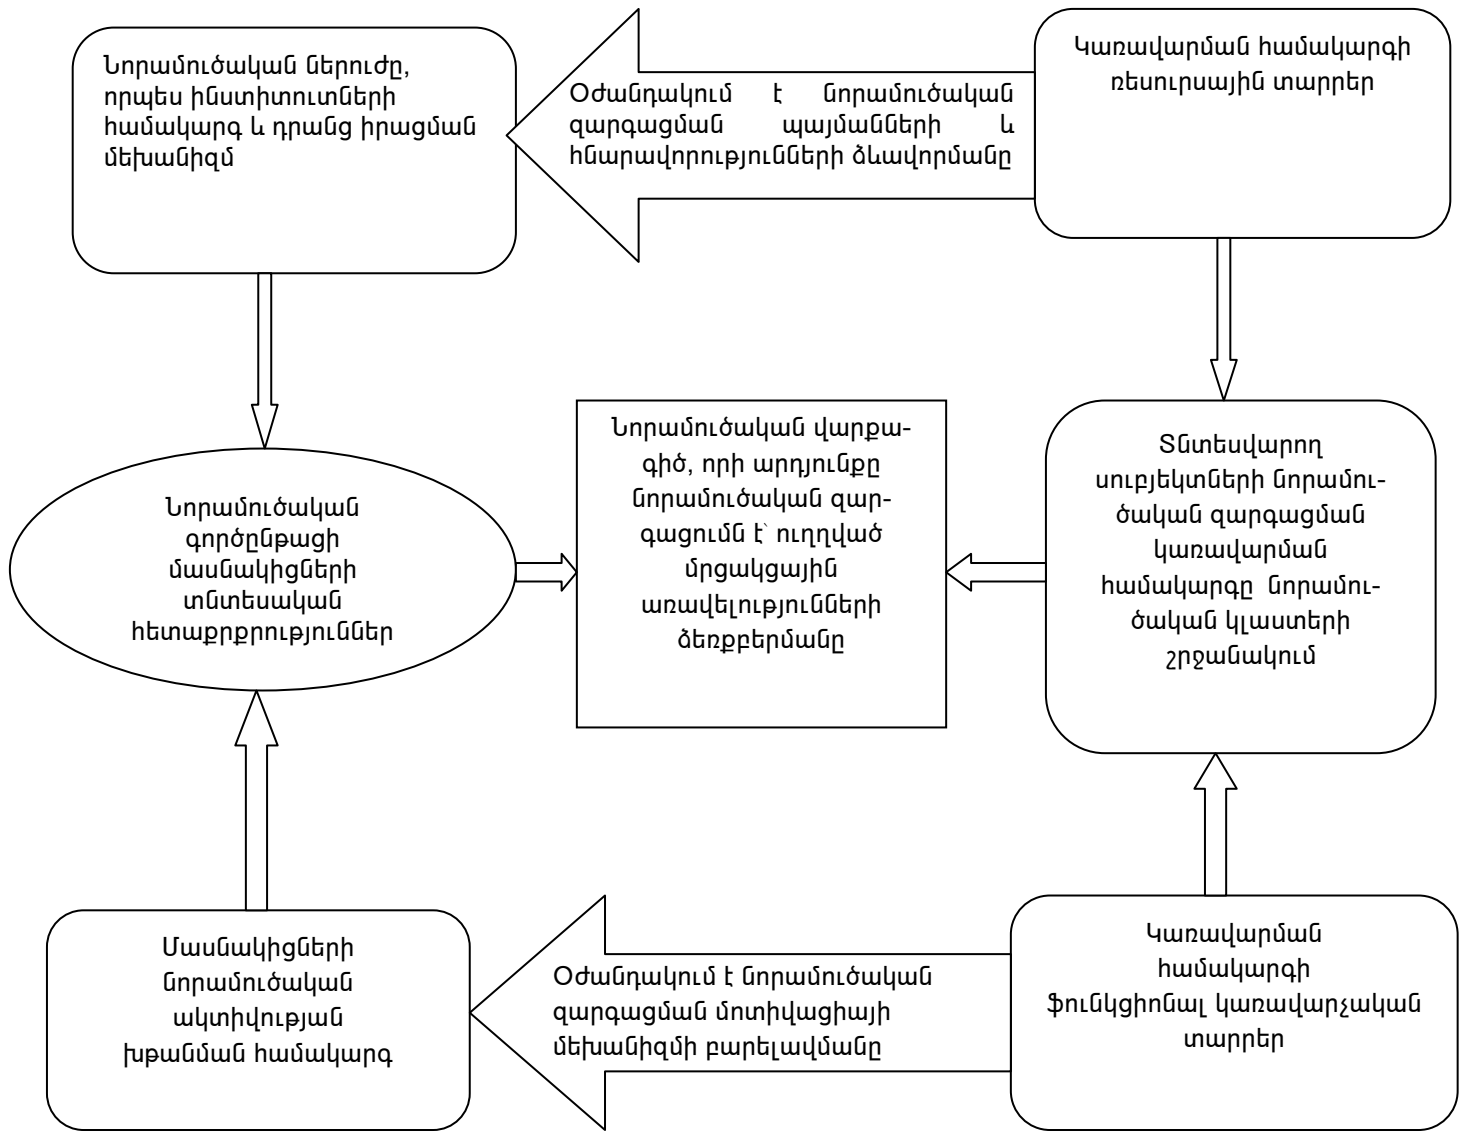 Նորամուծական ներուժը,
որպես ինստիտուտների
համակարգ և դրանց իրացման
մեխանիզմ
Օժանդակում է նորամուծական
զարգացման պայմանների և
հնարավորությունների ձևավորմանը
Կառավարման համակարգի
ռեսուրսային տարրեր
Նորամուծական
գործընթացի
մասնակիցների
տնտեսական
հետաքրքրություններ
Նորամուծական վարքա-
գիծ, որի արդյունքը
նորամուծական զար-
գացումն է՝ ուղղված
մրցակցային
առավելությունների
ձեռքբերմանը
Տնտեսվարող
սուբյեկտների նորամու-
ծական զարգացման
կառավարման
համակարգը նորամու-
ծական կլաստերի
շրջանակում
Մասնակիցների
նորամուծական
ակտիվության
խթանման համակարգ
Օժանդակում է նորամուծական
զարգացման մոտիվացիայի
մեխանիզմի բարելավմանը
Կառավարման
համակարգի
ֆունկցիոնալ կառավարչական
տարրեր